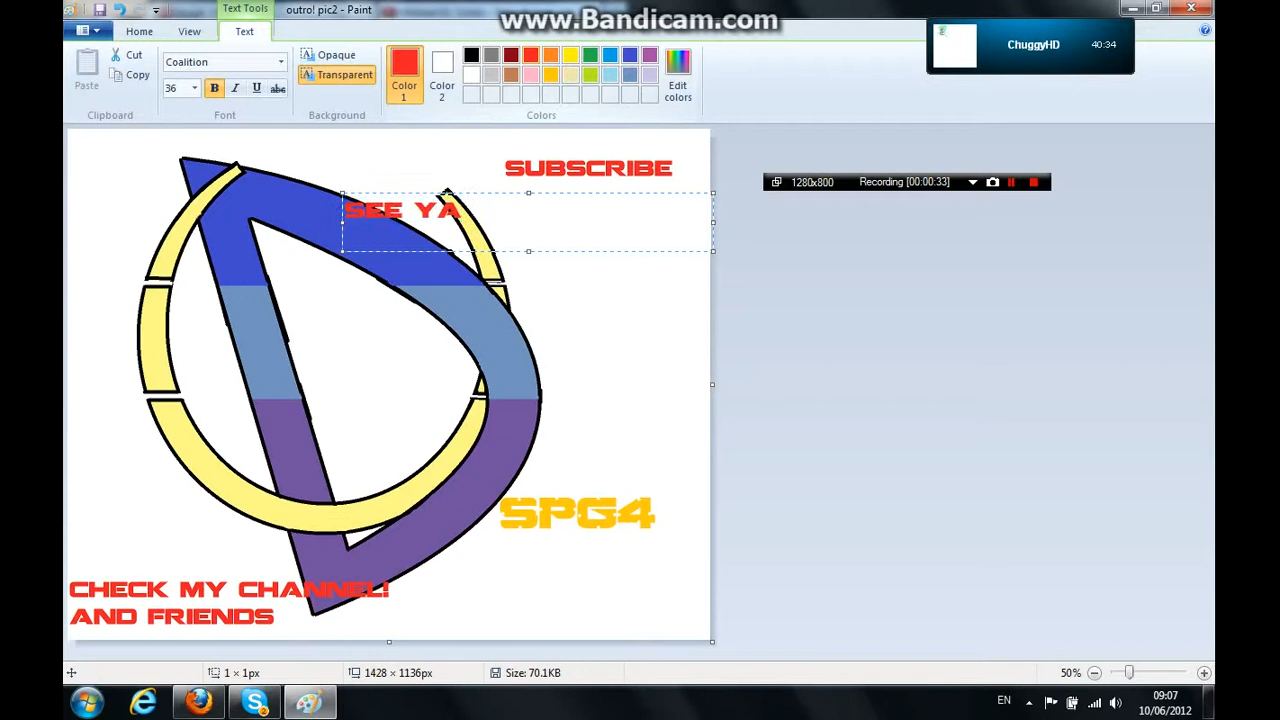 www.Bandicam.com
Text Tools
outro! pic2 - Paint
ChuggyHD 40:34
Home View Text
Paste
Cut
Copy
Clipboard
Coalition
36 B I U abc
Font
Opaque
Transparent
Background
Color 1
Color 2
Edit colors
Colors
1280x800 Recording [00:00:33]
SUBSCRIBE
SEE YA
SPG4
CHECK MY CHANNEL!
AND FRIENDS
1 × 1px
1428 × 1136px
Size: 70.1KB
50%
EN
09:07
10/06/2012